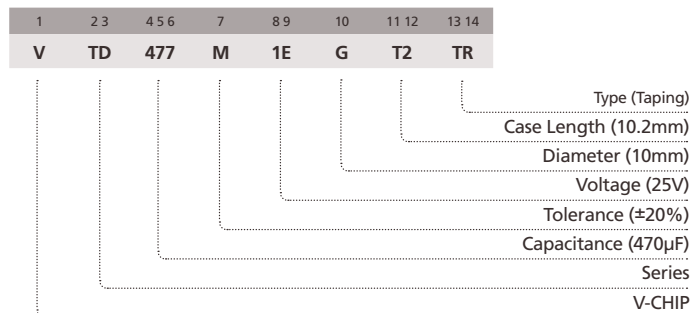 1 2 3 4 5 6 7 8 9 10 11 12 13 14
V TD 477 M 1E G T2 TR
Type (Taping)
Case Length (10.2mm)
Diameter (10mm)
Voltage (25V)
Tolerance (±20%)
Capacitance (470µF)
Series
V-CHIP